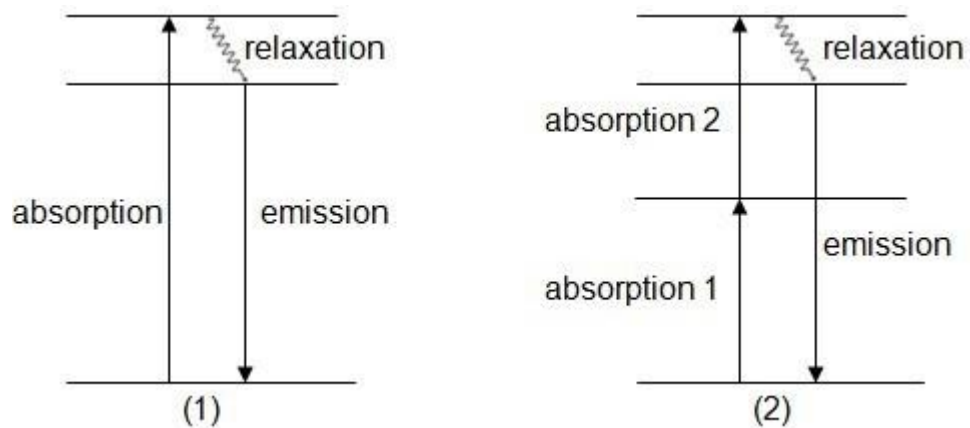 relaxation
absorption
emission
(1)
relaxation
absorption 2
emission
absorption 1
(2)